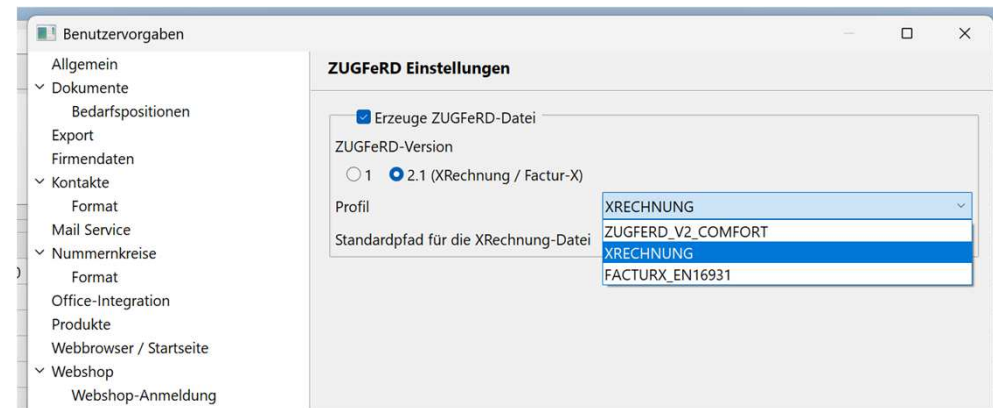 Benutzervorgaben
Allgemein
Dokumente
Bedarfspositionen
Export
Firmendaten
Kontakte
Format
Mail Service
Nummernkreise
Format
Office-Integration
Produkte
Webbrowser / Startseite
Webshop
Webshop-Anmeldung
ZUGFeRD Einstellungen
Erzeuge ZUGFeRD-Datei
ZUGFeRD-Version
1 2.1 (XRechnung / Factur-X)
Profil XRECHNUNG
Standardpfad für die XRechnung-Datei
ZUGFERD_V2_COMFORT
XRECHNUNG
FACTURX_EN16931